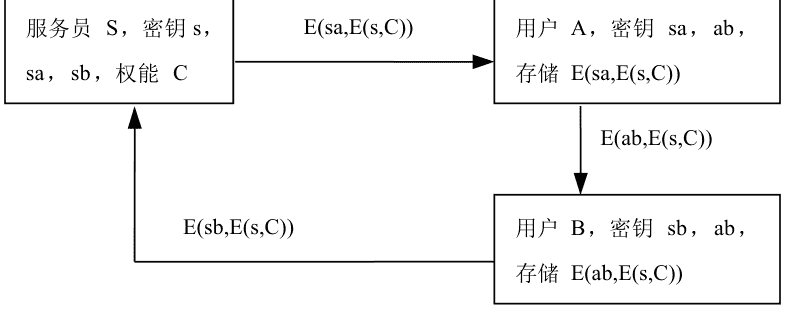 服务员 S，密钥 s，
sa，sb，权能 C
E(sa,E(s,C))
用户 A，密钥 sa，ab，
存储 E(sa,E(s,C))
E(ab,E(s,C))
E(sb,E(s,C))
用户 B，密钥 sb，ab，
存储 E(ab,E(s,C))